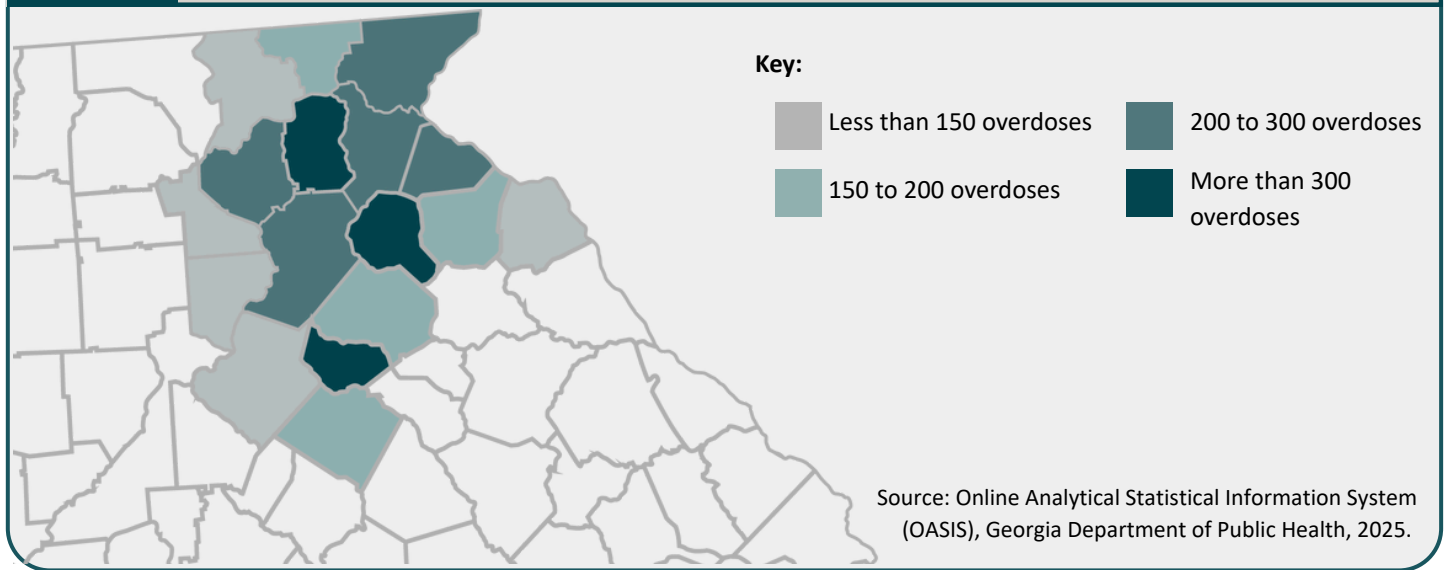 Key:
Less than 150 overdoses
200 to 300 overdoses
150 to 200 overdoses
More than 300
overdoses
Source: Online Analytical Statistical Information System
(OASIS), Georgia Department of Public Health, 2025.